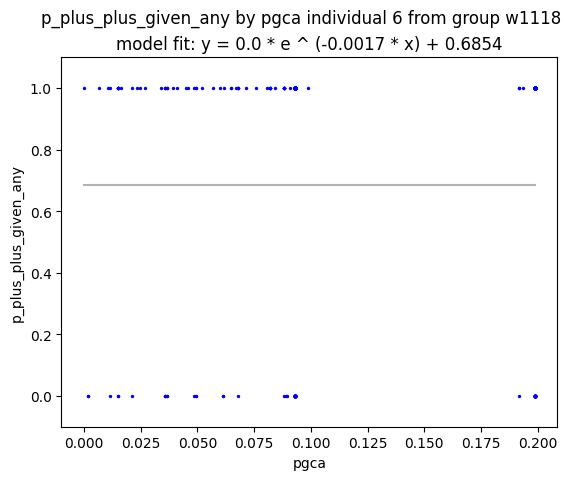 p_plus_plus_given_any by pgca individual 6 from group w1118
model fit: y = 0.0 * e ^ (-0.0017 * x) + 0.6854
p_plus_plus_given_any
1.0
0.8
0.6
0.4
0.2
0.0
0.000 0.025 0.050 0.075 0.100 0.125 0.150 0.175 0.200
pgca